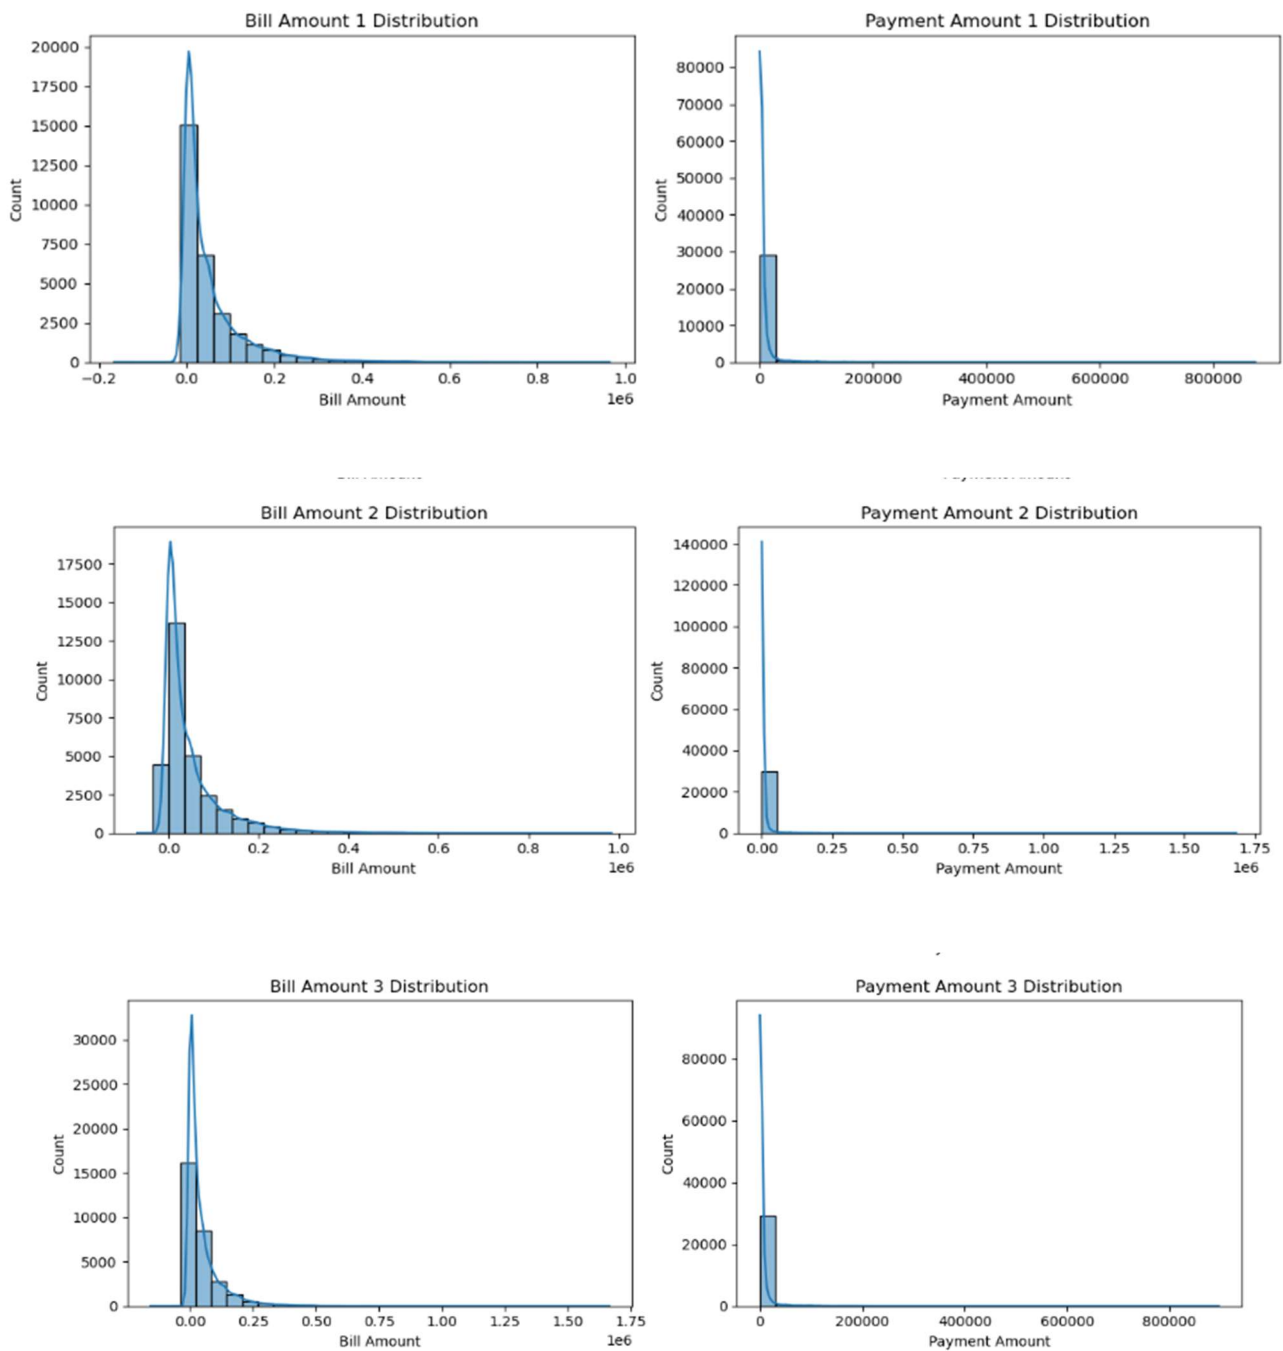 Bill Amount 1 Distribution
20000
17500
15000
12500
10000
7500
5000
2500
0
Count
−0.2 0.0 0.2 0.4 0.6 0.8 1.0
1e6
Bill Amount
Payment Amount 1 Distribution
80000
70000
60000
50000
40000
30000
20000
10000
0
Count
0 200000 400000 600000 800000
Payment Amount
Bill Amount 2 Distribution
17500
15000
12500
10000
7500
5000
2500
0
Count
0.0 0.2 0.4 0.6 0.8 1.0
1e6
Bill Amount
Payment Amount 2 Distribution
140000
120000
100000
80000
60000
40000
20000
0
Count
0.00 0.25 0.50 0.75 1.00 1.25 1.50 1.75
1e6
Payment Amount
Bill Amount 3 Distribution
30000
25000
20000
15000
10000
5000
0
Count
0.00 0.25 0.50 0.75 1.00 1.25 1.50 1.75
1e6
Bill Amount
Payment Amount 3 Distribution
80000
60000
40000
20000
0
Count
0 200000 400000 600000 800000
Payment Amount